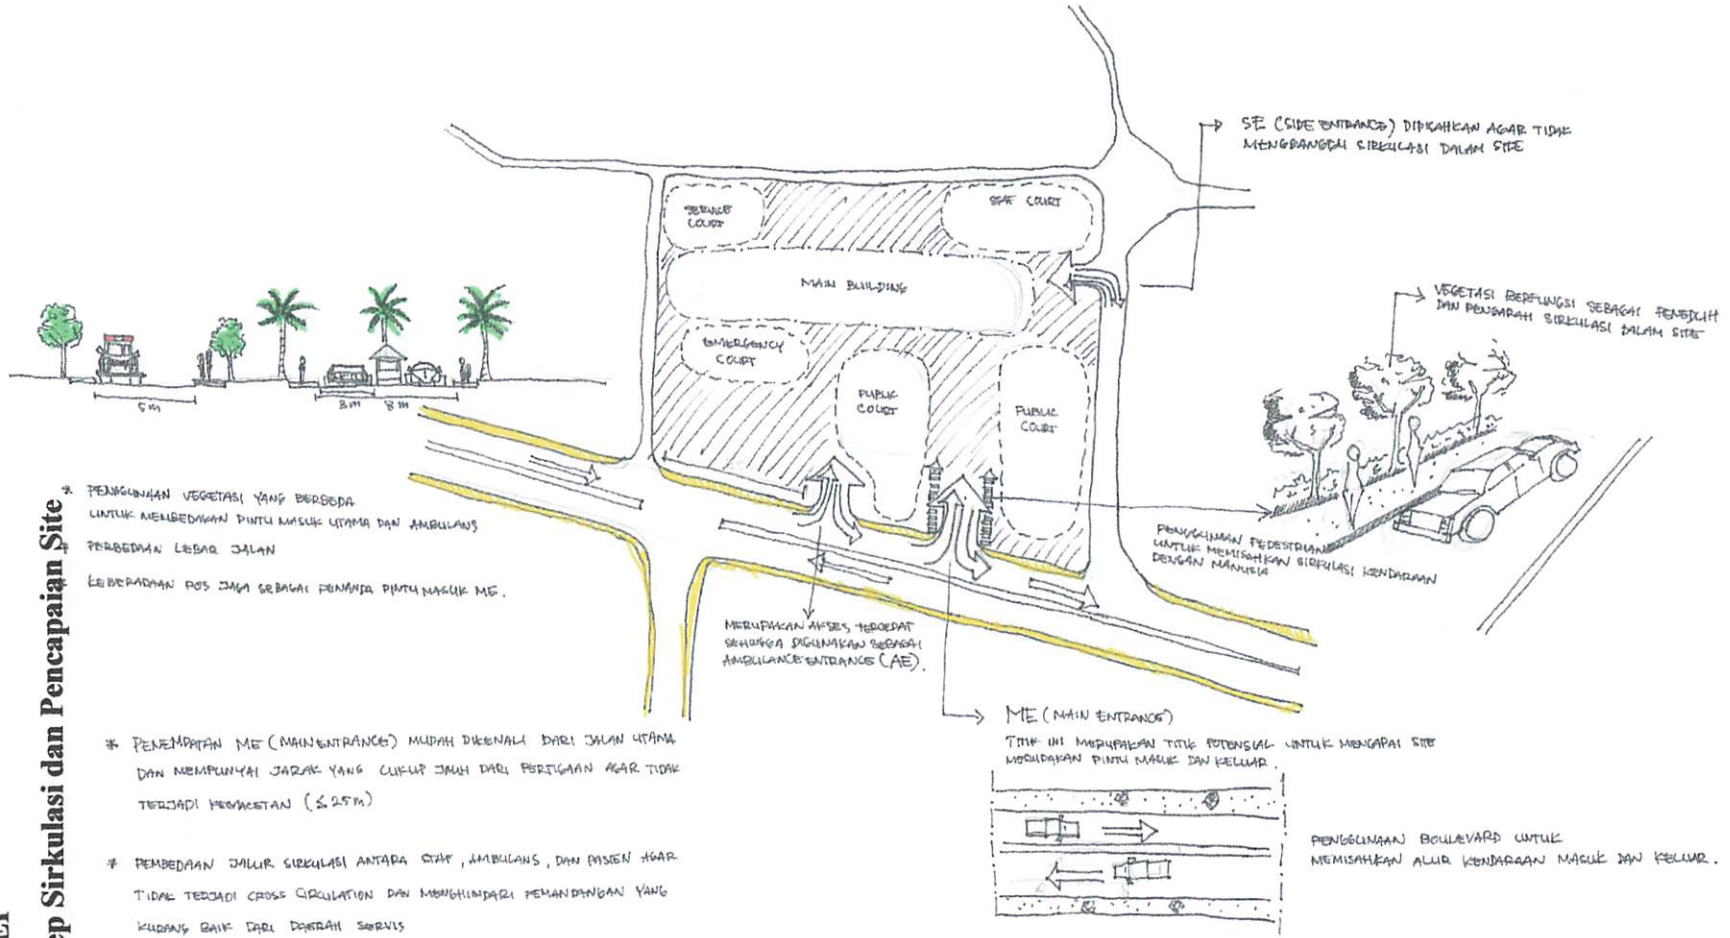 SE (SIDE ENTRANCE) DIPISAHKAN AGAR TIDAK
MENGGANGGU SIRKULASI DALAM SITE
SERVICE
COURT
STAF COURT
MAIN BUILDING
EMERGENCY
COURT
PUBLIC
COURT
PUBLIC
COURT
VEGETASI BERFUNGSI SEBAGAI PENEDUH
DAN PENGARAH SIRKULASI DALAM SITE
5m
3m 8m
ep Sirkulasi dan Pencapaian Site
* PENGGUNAAN VEGETASI YANG BERBEDA
UNTUK MEMBEDAKAN PINTU MASUK UTAMA DAN AMBULANS
* PERBEDAAN LEBAR JALAN
* KEBERADAAN POS JAGA SEBAGAI PENANDA PINTU MASUK ME.
PENGGUNAAN PEDESTRIAN
UNTUK MEMISAHKAN SIRKULASI KENDARAAN
DENGAN MANUSIA
MERUPAKAN AKSES TERCEPAT
SEHINGGA DIGUNAKAN SEBAGAI
AMBULANCE ENTRANCE (AE).
ME (MAIN ENTRANCE)
TITIK INI MERUPAKAN TITIK POTENSIAL UNTUK MENCAPAI SITE
MERUPAKAN PINTU MASUK DAN KELUAR.
* PENEMPATAN ME (MAIN ENTRANCE) MUDAH DIKENALI DARI JALAN UTAMA
DAN MEMPUNYAI JARAK YANG CUKUP JAUH DARI PERTIGAAN AGAR TIDAK
TERJADI KEMACETAN (≤ 25m)
* PEMBEDAAN JALUR SIRKULASI ANTARA STAF, AMBULANS, DAN PASIEN AGAR
TIDAK TERJADI CROSS CIRCULATION DAN MENGHINDARI PEMANDANGAN YANG
KURANG BAIK DARI DAERAH SERVIS
PENGGUNAAN BOULEVARD UNTUK
MEMISAHKAN ALUR KENDARAAN MASUK DAN KELUAR.